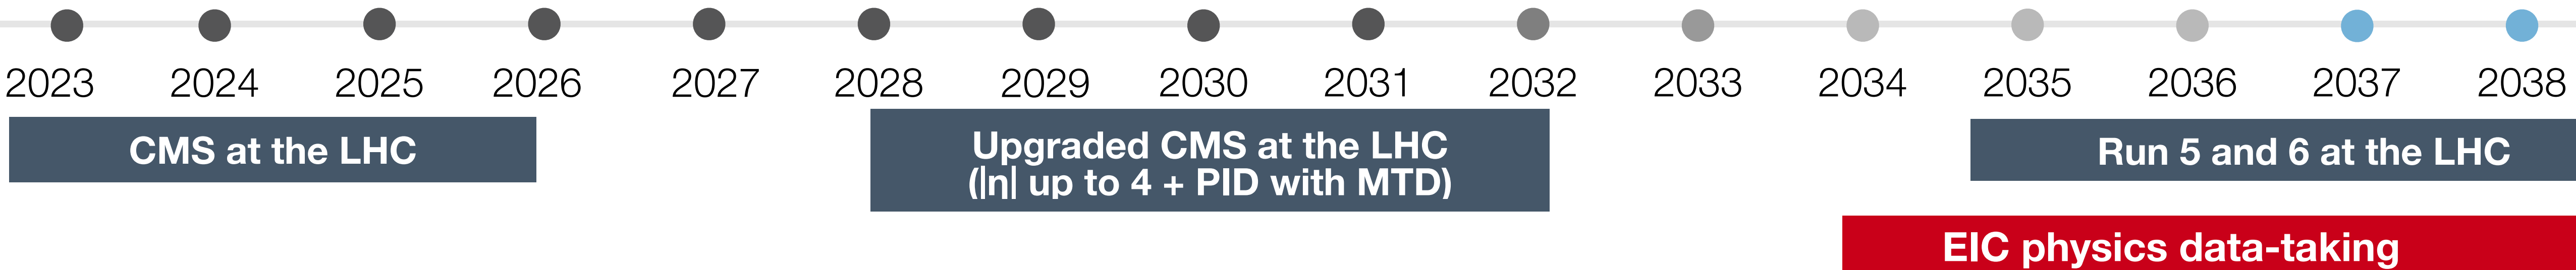 2023 2024 2025 2026 2027 2028 2029 2030 2031 2032 2033 2034 2035 2036 2037 2038
CMS at the LHC
Upgraded CMS at the LHC
(|η| up to 4 + PID with MTD)
Run 5 and 6 at the LHC
EIC physics data-taking